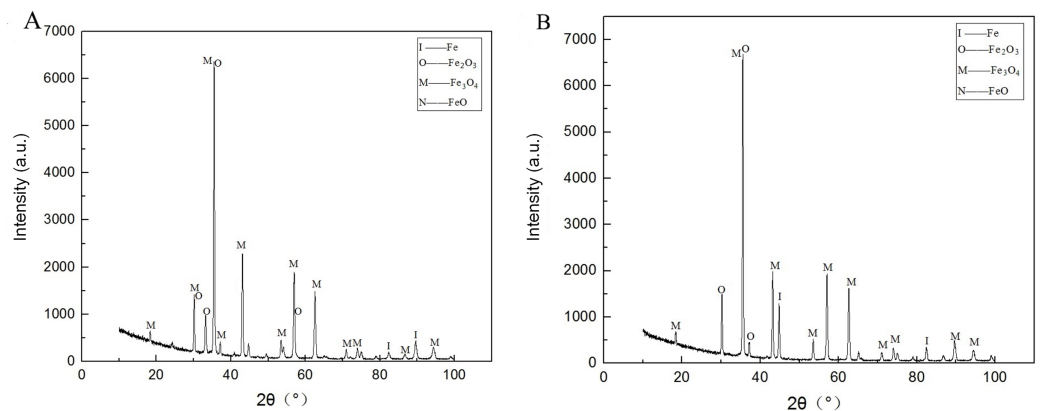 A
7000
6000
5000
4000
3000
2000
1000
0
Intensity (a.u.)
0 20 40 60 80 100
2θ (°)
I ——Fe
O——Fe₂O₃
M——Fe₃O₄
N——FeO
M
M
O
O
M O
M
M
M
M
O
M
M M
I
M
I
M
B
7000
6000
5000
4000
3000
2000
1000
0
Intensity (a.u.)
0 20 40 60 80 100
2θ (°)
I ——Fe
O——Fe₂O₃
M——Fe₃O₄
N——FeO
M
O
M O
O
M
I
M
M
M
M
M
I
M
M